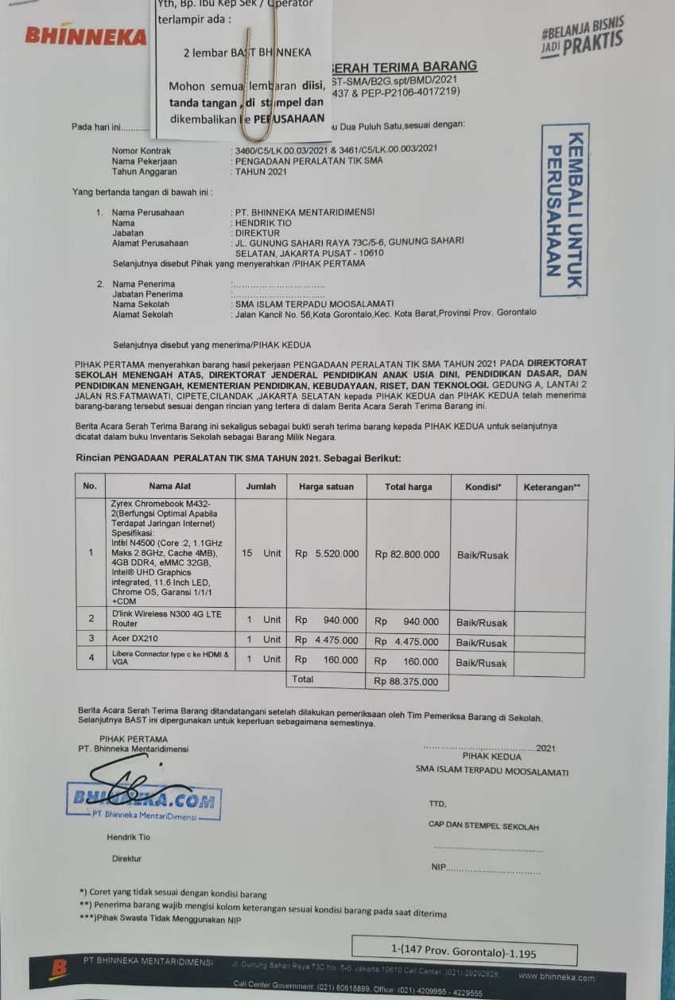 Yth, Bp. Ibu Kep Sek / Operator
terlampir ada :
2 lembar BAST BHINNEKA
Mohon semua lembaran diisi,
tanda tangan , di stempel dan
dikembalikan ke PERUSAHAAN
BHINNEKA
#BELANJA BISNIS
JADI PRAKTIS
SERAH TERIMA BARANG
ST-SMA/B2G.spt/BMD/2021
437 & PEP-P2106-4017219)
Pada hari ini............ u Dua Puluh Satu,sesuai dengan:
Nomor Kontrak : 3460/C5/LK.00.03/2021 & 3461/C5/LK.00.003/2021
Nama Pekerjaan : PENGADAAN PERALATAN TIK SMA
Tahun Anggaran : TAHUN 2021
KEMBALI UNTUK
PERUSAHAAN
Yang bertanda tangan di bawah ini :
1. Nama Perusahaan : PT. BHINNEKA MENTARIDIMENSI
Nama : HENDRIK TIO
Jabatan : DIREKTUR
Alamat Perusahaan : JL. GUNUNG SAHARI RAYA 73C/5-6, GUNUNG SAHARI
SELATAN, JAKARTA PUSAT - 10610
Selanjutnya disebut Pihak yang menyerahkan /PIHAK PERTAMA
2. Nama Penerima :................................
Jabatan Penerima :................................
Nama Sekolah : SMA ISLAM TERPADU MOOSALAMATI
Alamat Sekolah : Jalan Kancil No. 56,Kota Gorontalo,Kec. Kota Barat,Provinsi Prov. Gorontalo
Selanjutnya disebut yang menerima/PIHAK KEDUA
PIHAK PERTAMA menyerahkan barang hasil pekerjaan PENGADAAN PERALATAN TIK SMA TAHUN 2021 PADA DIREKTORAT
SEKOLAH MENENGAH ATAS, DIREKTORAT JENDERAL PENDIDIKAN ANAK USIA DINI, PENDIDIKAN DASAR, DAN
PENDIDIKAN MENENGAH, KEMENTERIAN PENDIDIKAN, KEBUDAYAAN, RISET, DAN TEKNOLOGI. GEDUNG A, LANTAI 2
JALAN RS.FATMAWATI, CIPETE,CILANDAK ,JAKARTA SELATAN kepada PIHAK KEDUA dan PIHAK KEDUA telah menerima
barang-barang tersebut sesuai dengan rincian yang tertera di dalam Berita Acara Serah Terima Barang ini.
Berita Acara Serah Terima Barang ini sekaligus sebagai bukti serah terima barang kepada PIHAK KEDUA untuk selanjutnya
dicatat dalam buku Inventaris Sekolah sebagai Barang Milik Negara.
Rincian PENGADAAN PERALATAN TIK SMA TAHUN 2021. Sebagai Berikut:
No. Nama Alat Jumlah Harga satuan Total harga Kondisi* Keterangan**
Zyrex Chromebook M432-
2(Berfungsi Optimal Apabila
Terdapat Jaringan Internet)
Spesifikasi:
Intel N4500 (Core :2, 1.1GHz
1 Maks 2.8GHz, Cache 4MB), 15 Unit Rp 5.520.000 Rp 82.800.000 Baik/Rusak
4GB DDR4, eMMC 32GB,
Intel® UHD Graphics
integrated, 11.6 Inch LED,
Chrome OS, Garansi 1/1/1
+CDM
2 D'link Wireless N300 4G LTE 1 Unit Rp 940.000 Rp 940.000 Baik/Rusak
Router
3 Acer DX210 1 Unit Rp 4.475.000 Rp 4.475.000 Baik/Rusak
4 Libera Connector type c ke HDMI & 1 Unit Rp 160.000 Rp 160.000 Baik/Rusak
VGA
Total Rp 88.375.000
Berita Acara Serah Terima Barang ditandatangani setelah dilakukan pemeriksaan oleh Tim Pemeriksa Barang di Sekolah.
Selanjutnya BAST ini dipergunakan untuk keperluan sebagaimana semestinya.
PIHAK PERTAMA
PT. Bhinneka Mentaridimensi
......................................2021
PIHAK KEDUA
SMA ISLAM TERPADU MOOSALAMATI
BHINNEKA.COM
PT. Bhinneka MentariDimensi
TTD,
CAP DAN STEMPEL SEKOLAH
Hendrik Tio
Direktur
......................................
NIP................................
*) Coret yang tidak sesuai dengan kondisi barang
**) Penerima barang wajib mengisi kolom keterangan sesuai kondisi barang pada saat diterima
***)Pihak Swasta Tidak Menggunakan NIP
1-(147 Prov. Gorontalo)-1.195
PT BHINNEKA MENTARIDIMENSI Jl. Gunung Sahari Raya 73C No. 5-6, Jakarta 10610 Call Center: (021) 29292828 www.bhinneka.com
Call Center Government: (021) 80618899, Office: (021) 4209955 - 4229555